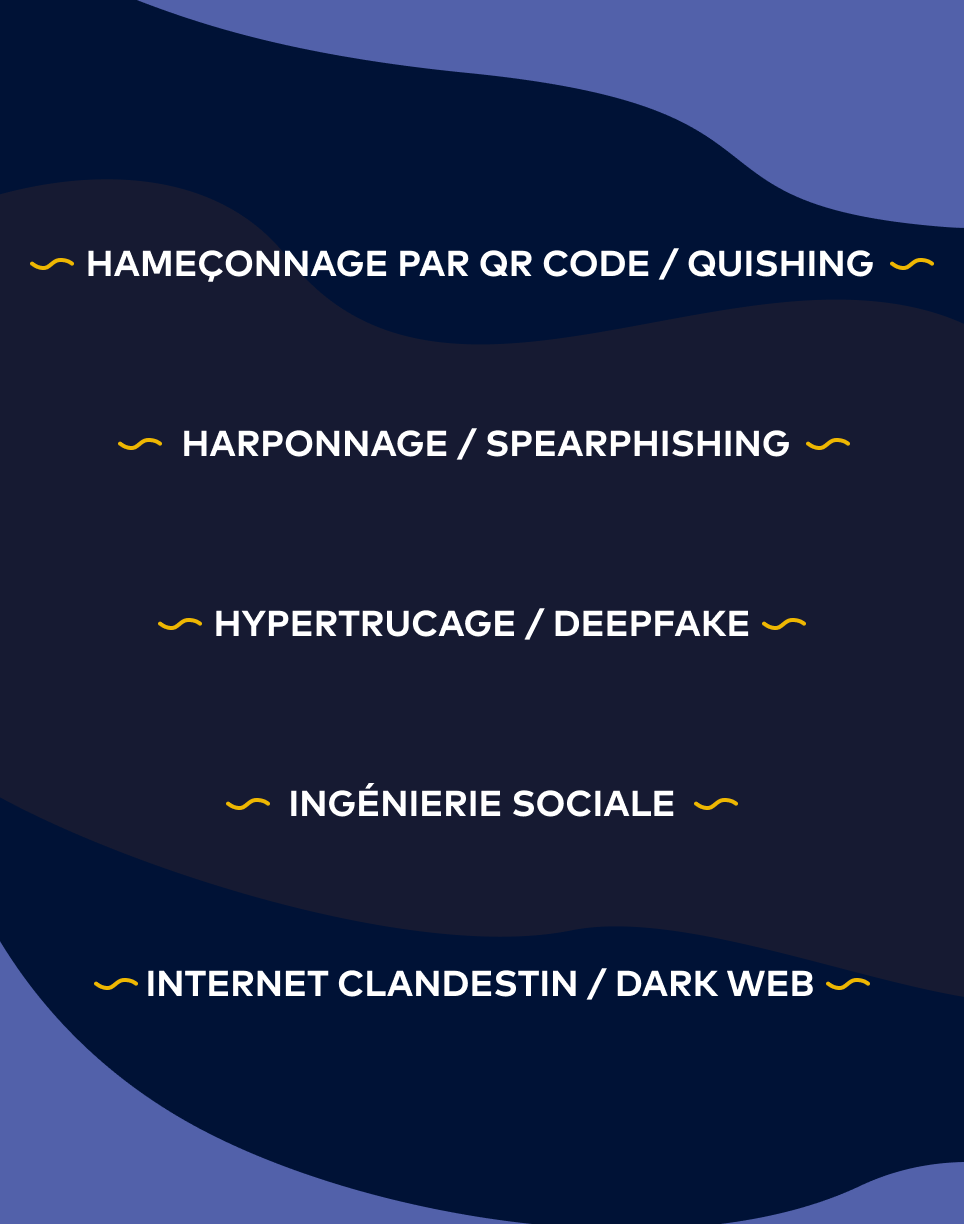 HAMEÇONNAGE PAR QR CODE / QUISHING
HARPONNAGE / SPEARPHISHING
HYPERTRUCAGE / DEEPFAKE
INGÉNIERIE SOCIALE
INTERNET CLANDESTIN / DARK WEB